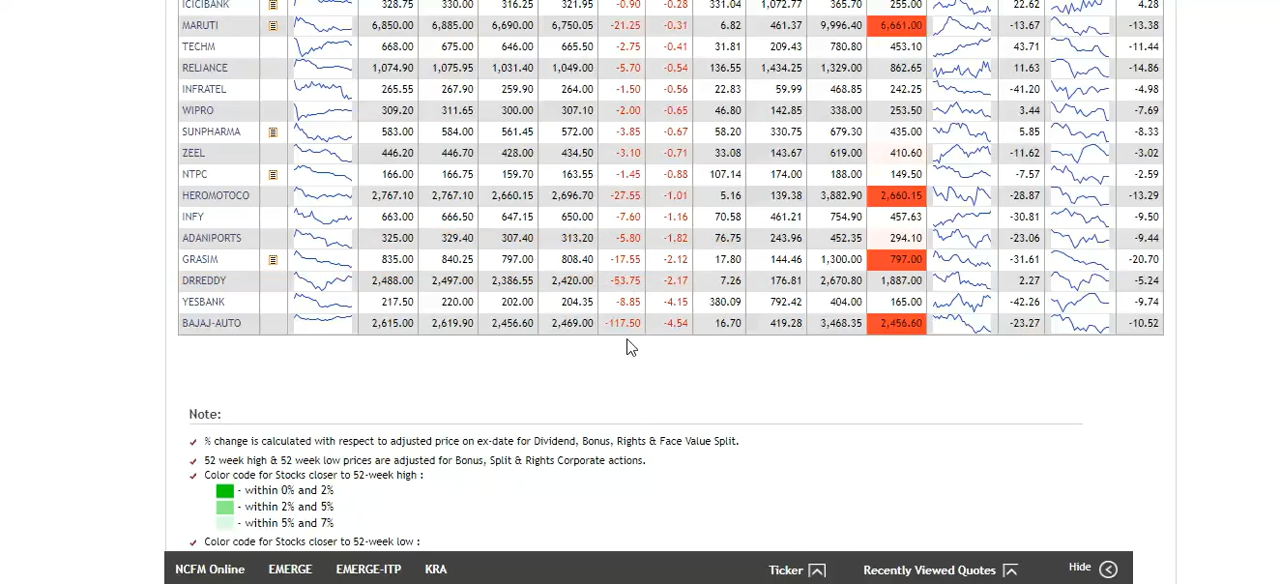 ICICIBANK 328.75 330.00 316.25 321.95 -0.90 -0.28 331.04 1,072.77 365.70 255.00 22.62 4.28
MARUTI 6,850.00 6,885.00 6,690.00 6,750.05 -21.25 -0.31 6.82 461.37 9,996.40 6,661.00 -13.67 -13.38
TECHM 668.00 675.00 646.00 665.50 -2.75 -0.41 31.81 209.43 780.80 453.10 43.71 -11.44
RELIANCE 1,074.90 1,075.95 1,031.40 1,049.00 -5.70 -0.54 136.55 1,434.25 1,329.00 862.65 11.63 -14.86
INFRATEL 265.55 267.90 259.90 264.00 -1.50 -0.56 22.83 59.99 468.85 242.25 -41.20 -4.98
WIPRO 309.20 311.65 300.00 307.10 -2.00 -0.65 46.80 142.85 338.00 253.50 3.44 -7.69
SUNPHARMA 583.00 584.00 561.45 572.00 -3.85 -0.67 58.20 330.75 679.30 435.00 5.85 -8.33
ZEEL 446.20 446.70 428.00 434.50 -3.10 -0.71 33.08 143.67 619.00 410.60 -11.62 -3.02
NTPC 166.00 166.75 159.70 163.55 -1.45 -0.88 107.14 174.00 188.00 149.50 -7.57 -2.59
HEROMOTOCO 2,767.10 2,767.10 2,660.15 2,696.70 -27.55 -1.01 5.16 139.38 3,882.90 2,660.15 -28.87 -13.29
INFY 663.00 666.50 647.15 650.00 -7.60 -1.16 70.58 461.21 754.90 457.63 -30.81 -9.50
ADANIPORTS 325.00 329.40 307.40 313.20 -5.80 -1.82 76.75 243.96 452.35 294.10 -23.06 -9.44
GRASIM 835.00 840.25 797.00 808.40 -17.55 -2.12 17.80 144.46 1,300.00 797.00 -31.61 -20.70
DRREDDY 2,488.00 2,497.00 2,386.55 2,420.00 -53.75 -2.17 7.26 176.81 2,670.80 1,887.00 2.27 -5.24
YESBANK 217.50 220.00 202.00 204.35 -8.85 -4.15 380.09 792.42 404.00 165.00 -42.26 -9.74
BAJAJ-AUTO 2,615.00 2,619.90 2,456.60 2,469.00 -117.50 -4.54 16.70 419.28 3,468.35 2,456.60 -23.27 -10.52
Note:
% change is calculated with respect to adjusted price on ex-date for Dividend, Bonus, Rights & Face Value Split.
52 week high & 52 week low prices are adjusted for Bonus, Split & Rights Corporate actions.
Color code for Stocks closer to 52-week high :
- within 0% and 2%
- within 2% and 5%
- within 5% and 7%
Color code for Stocks closer to 52-week low :
NCFM Online EMERGE EMERGE-ITP KRA Ticker Recently Viewed Quotes Hide